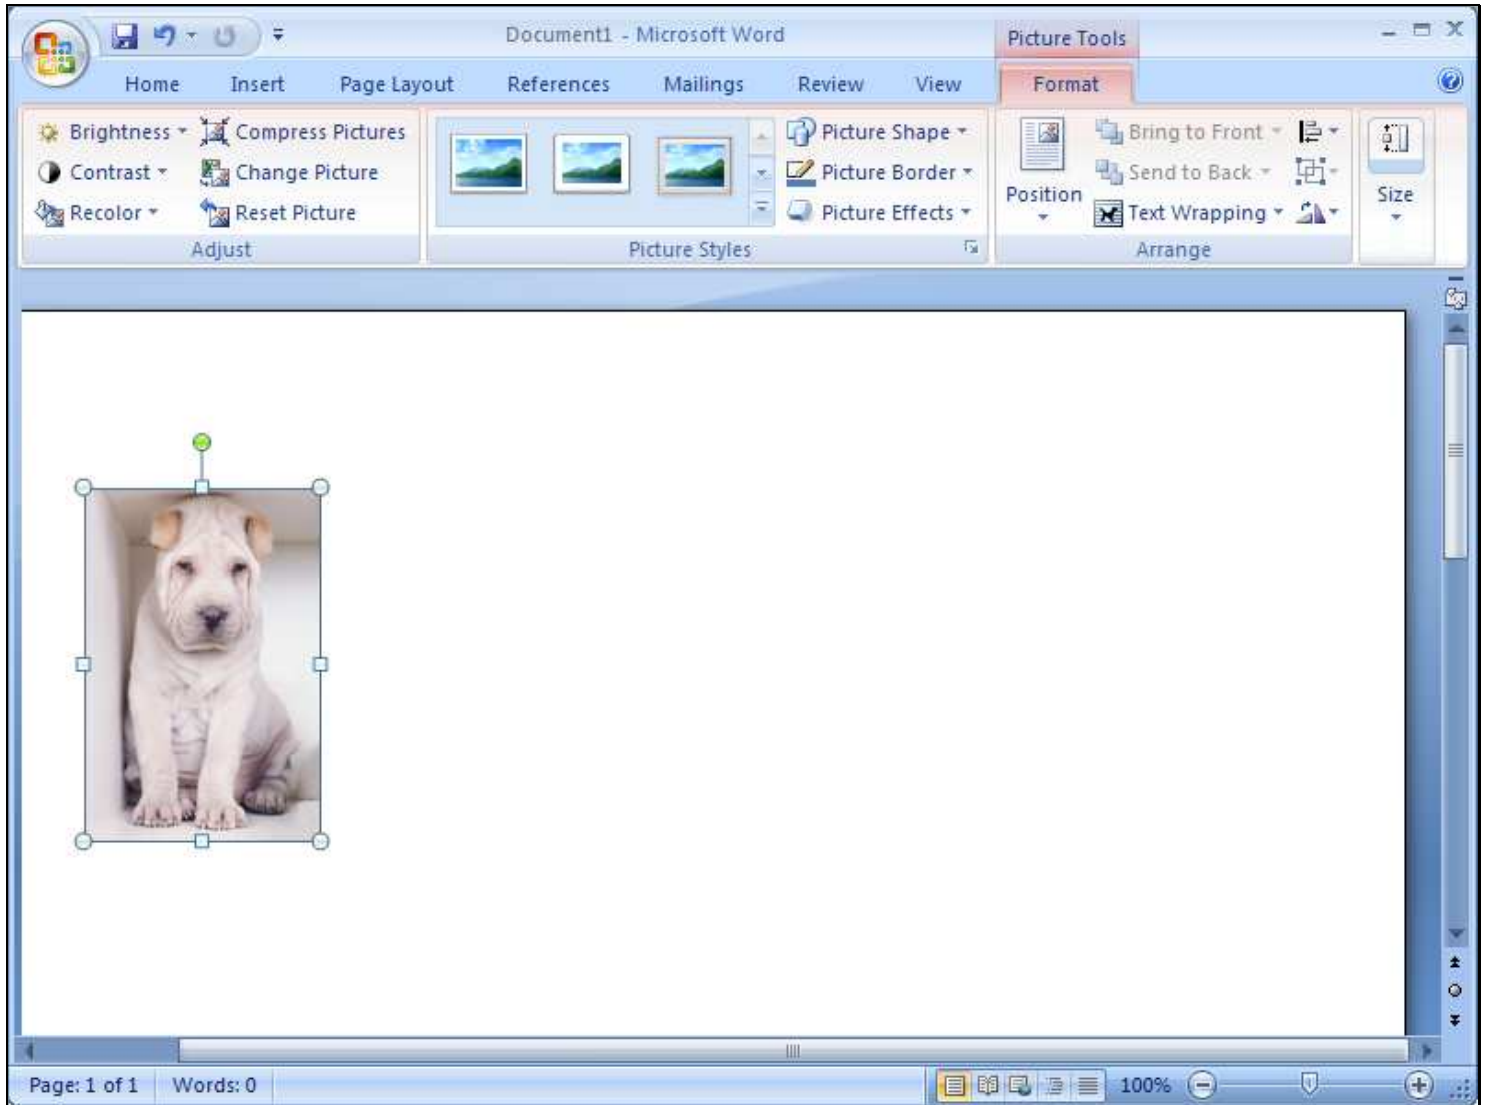 Document1 - Microsoft Word
Picture Tools
Home Insert Page Layout References Mailings Review View Format
Brightness Compress Pictures Picture Shape Bring to Front
Contrast Change Picture Picture Border Send to Back
Recolor Reset Picture Picture Effects Position Text Wrapping Size
Adjust Picture Styles Arrange
Page: 1 of 1 Words: 0 100%